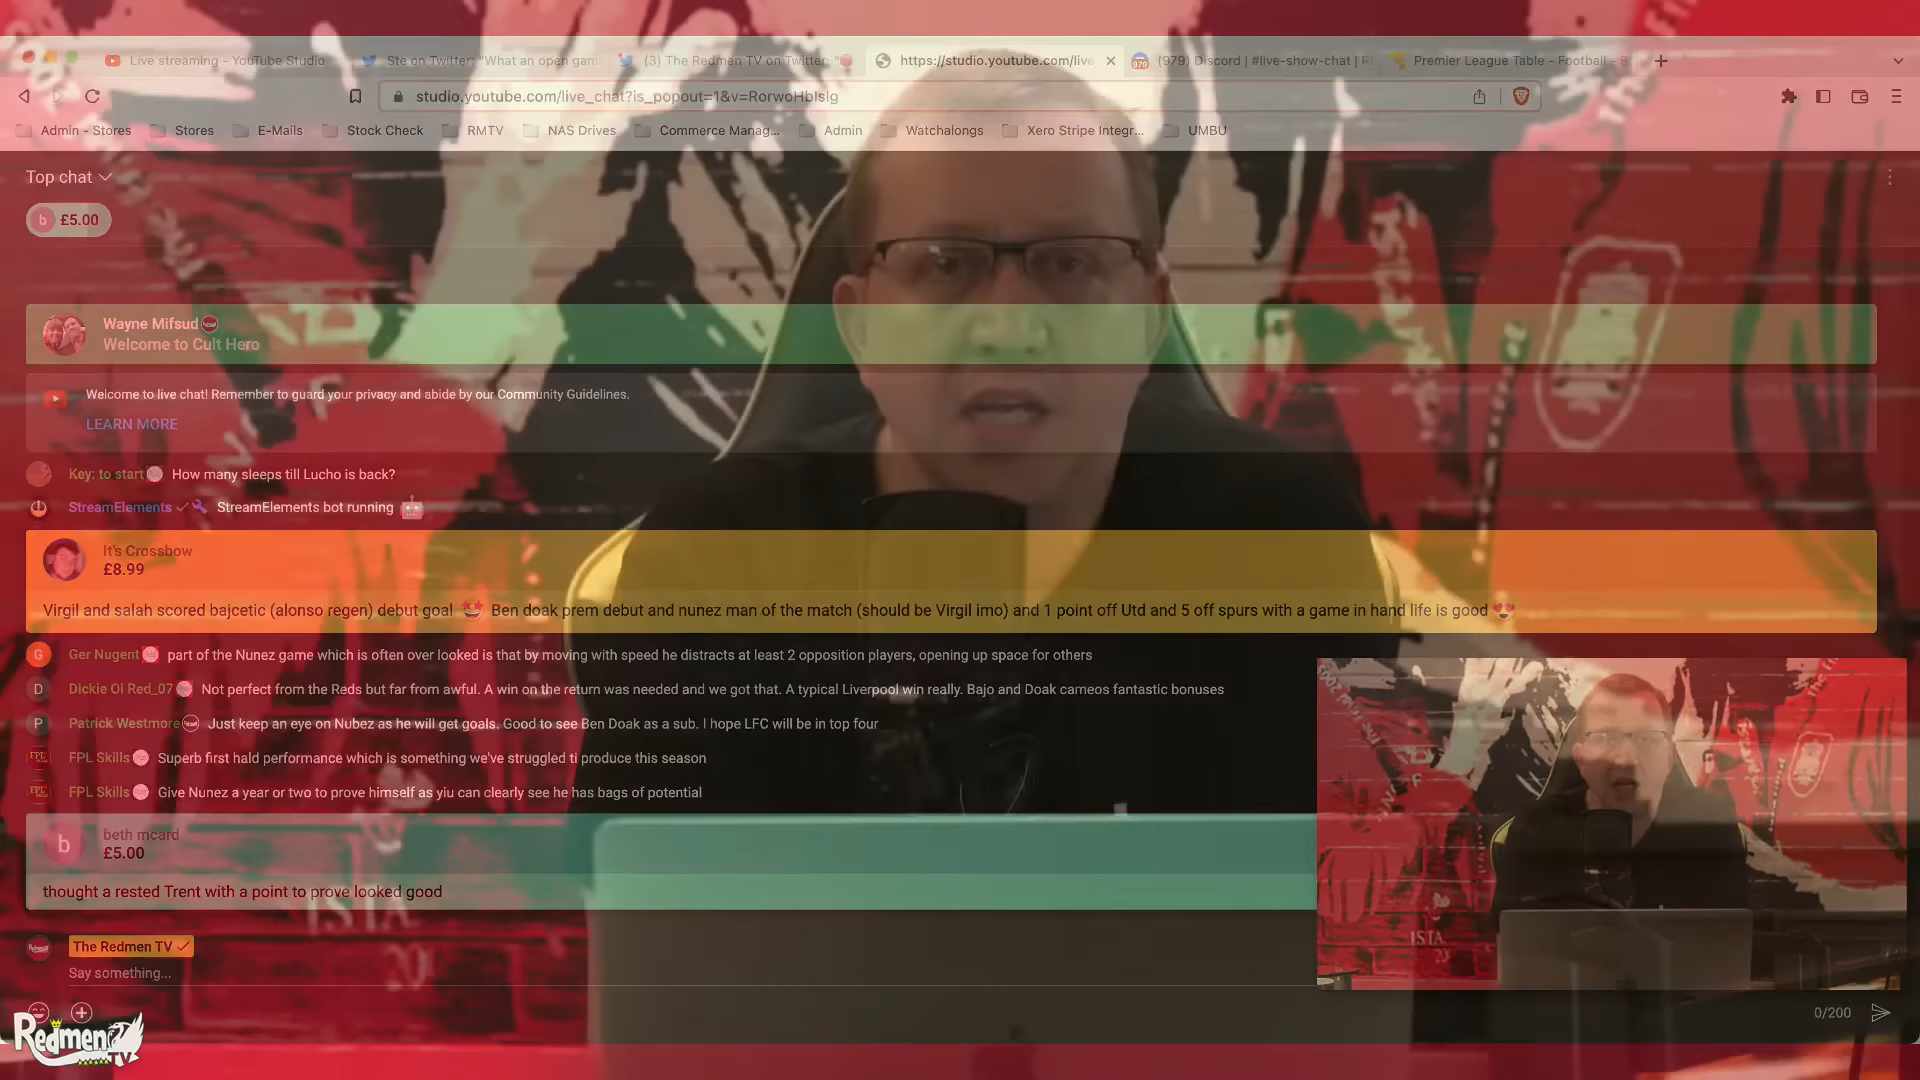 Live streaming - YouTube Studio
Ste on Twitter: "What an open gam
(3) The Redmen TV on Twitter: "
https://studio.youtube.com/live
(979) Discord | #live-show-chat | R
Premier League Table - Football - B
studio.youtube.com/live_chat?is_popout=1&v=RorwoHbIsIg
Admin - Stores
Stores
E-Mails
Stock Check
RMTV
NAS Drives
Commerce Manag...
Admin
Watchalongs
Xero Stripe Integr...
UMBU
Top chat
b £5.00
Wayne Mifsud
Welcome to Cult Hero
Welcome to live chat! Remember to guard your privacy and abide by our Community Guidelines.
LEARN MORE
Key: to start How many sleeps till Lucho is back?
StreamElements StreamElements bot running
It's Crossbow
£8.99
Virgil and salah scored bajcetic (alonso regen) debut goal Ben doak prem debut and nunez man of the match (should be Virgil imo) and 1 point off Utd and 5 off spurs with a game in hand life is good
G Ger Nugent part of the Nunez game which is often over looked is that by moving with speed he distracts at least 2 opposition players, opening up space for others
D Dickie Oi Red_07 Not perfect from the Reds but far from awful. A win on the return was needed and we got that. A typical Liverpool win really. Bajo and Doak cameos fantastic bonuses
P Patrick Westmore Just keep an eye on Nubez as he will get goals. Good to see Ben Doak as a sub. I hope LFC will be in top four
FPL FPL Skills Superb first hald performance which is something we've struggled ti produce this season
FPL FPL Skills Give Nunez a year or two to prove himself as yiu can clearly see he has bags of potential
b beth mcard
£5.00
thought a rested Trent with a point to prove looked good
The Redmen TV
Say something...
0/200
Redmen
TV
ISTA
20
ISTA